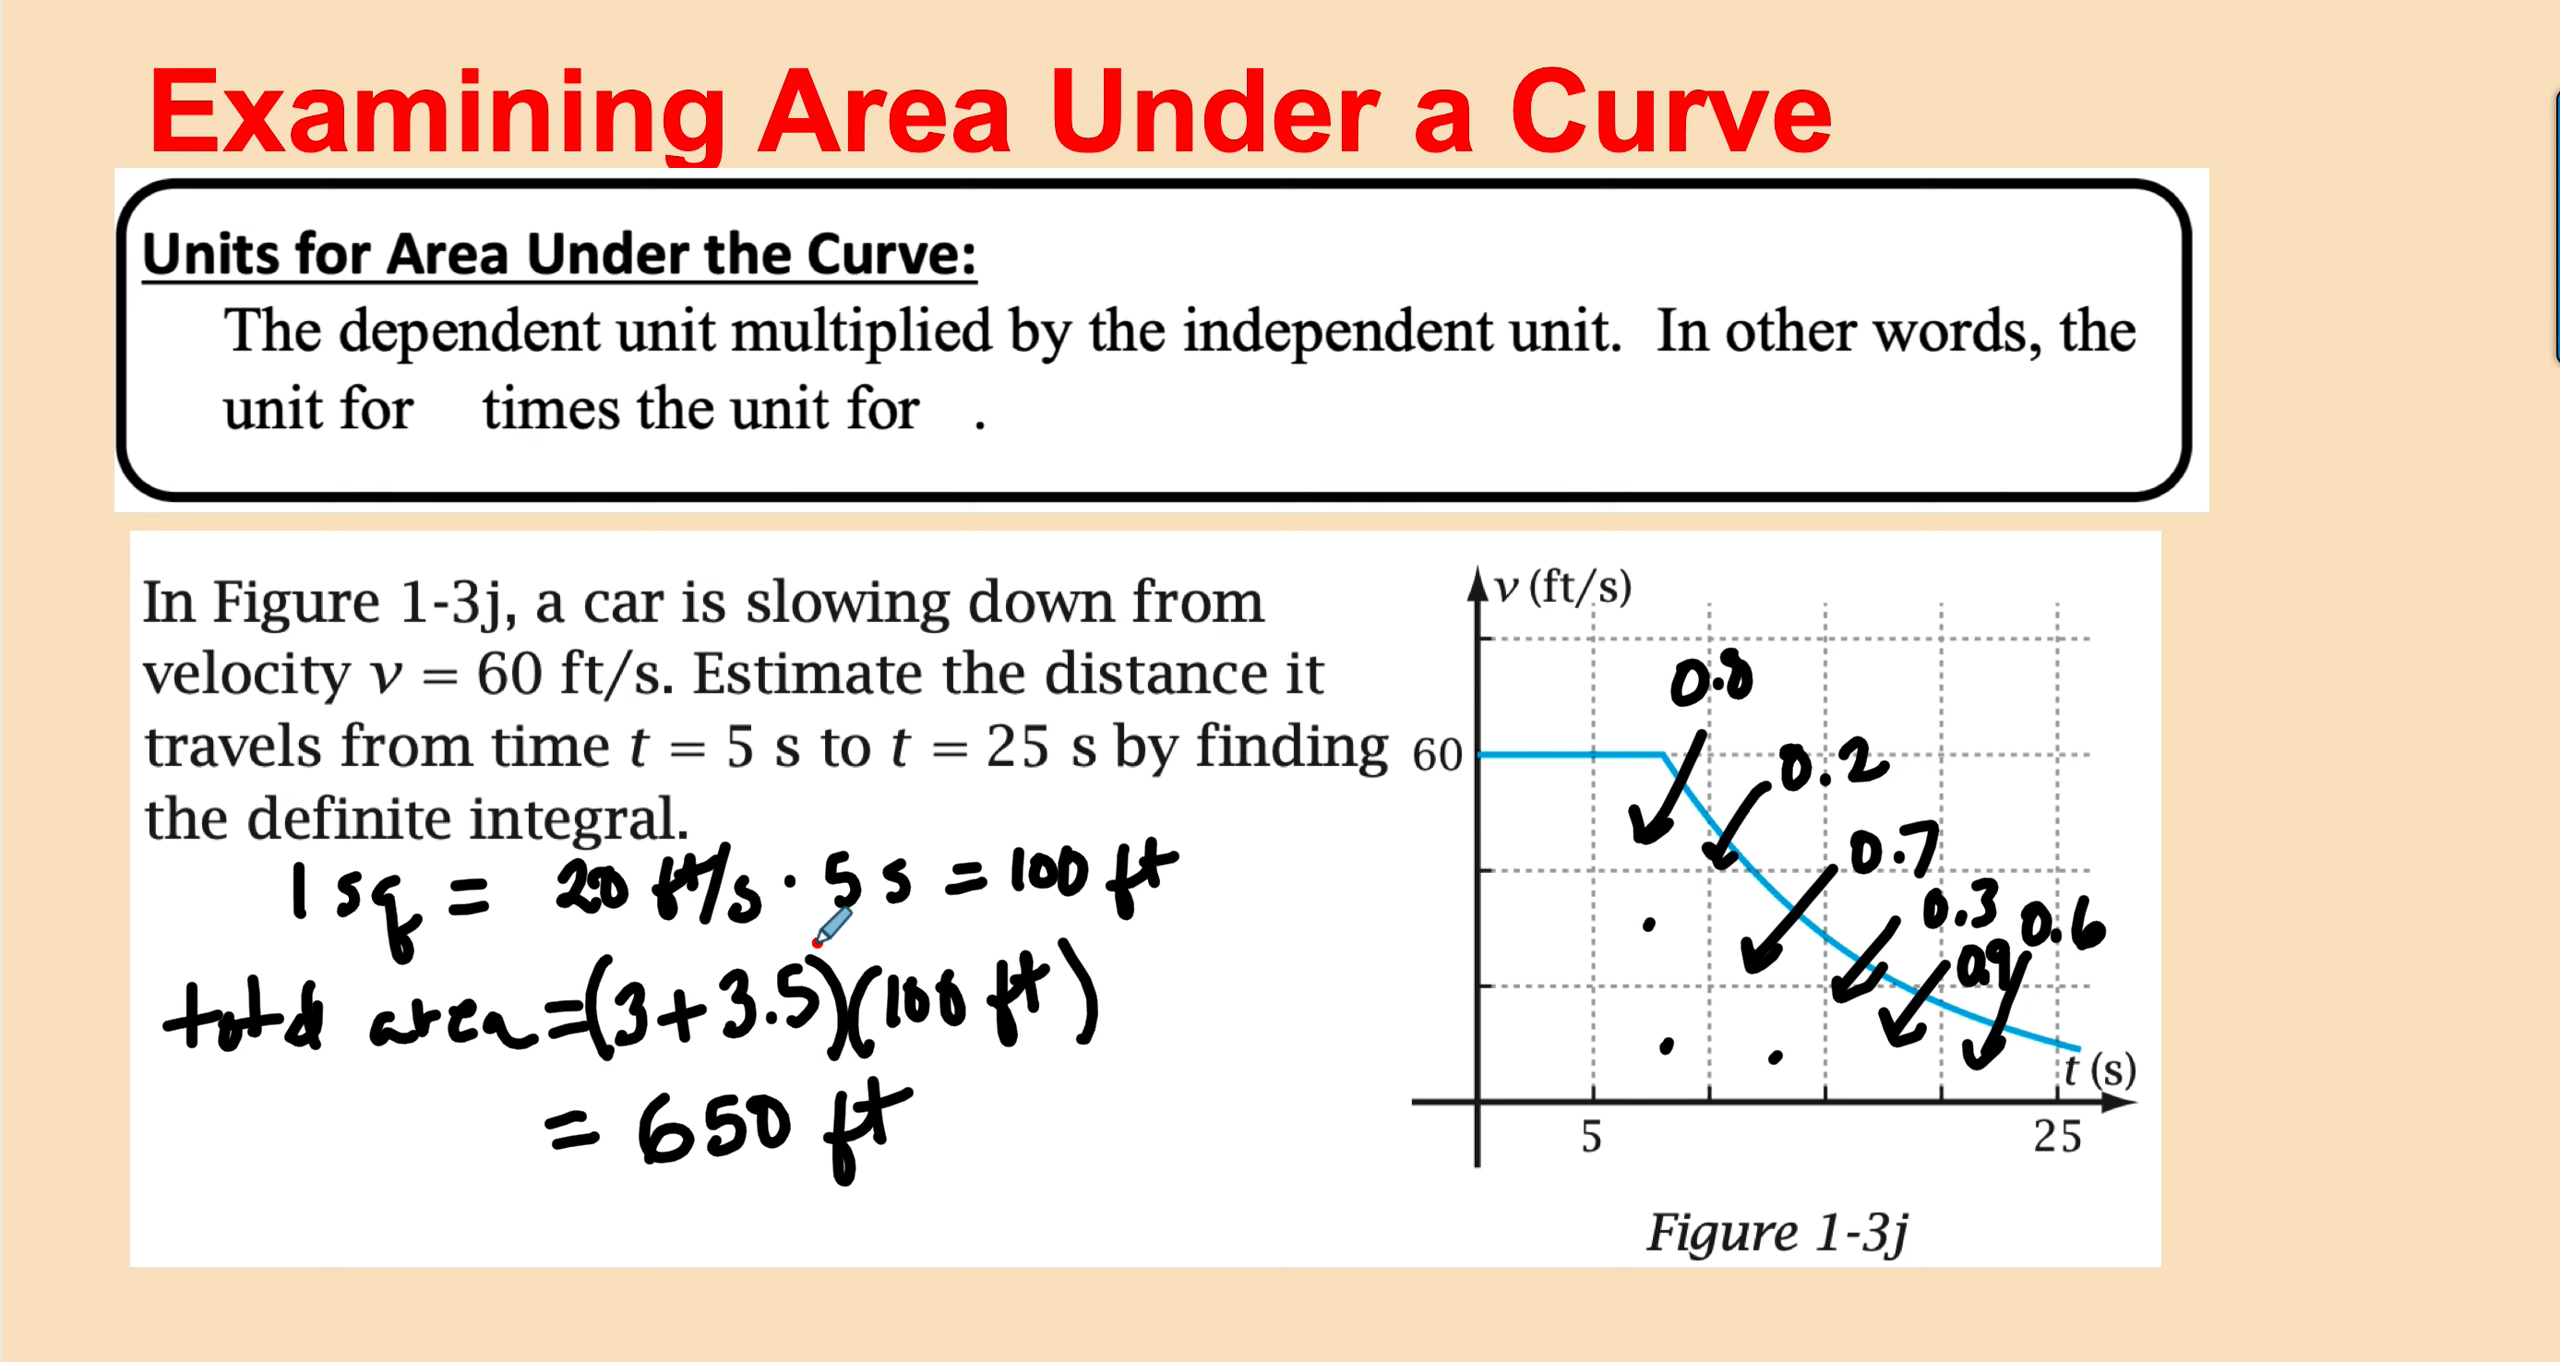 Examining Area Under a Curve
Units for Area Under the Curve:
The dependent unit multiplied by the independent unit. In other words, the
unit for times the unit for .
In Figure 1-3j, a car is slowing down from
velocity v = 60 ft/s. Estimate the distance it
travels from time t = 5 s to t = 25 s by finding
the definite integral.
1 sq = 20 ft/s · 5 s = 100 ft
total area = (3 + 3.5)(100 ft)
= 650 ft
v (ft/s)
0.8
60
0.2
0.7
0.3
0.6
0.9
t (s)
5
25
Figure 1-3j